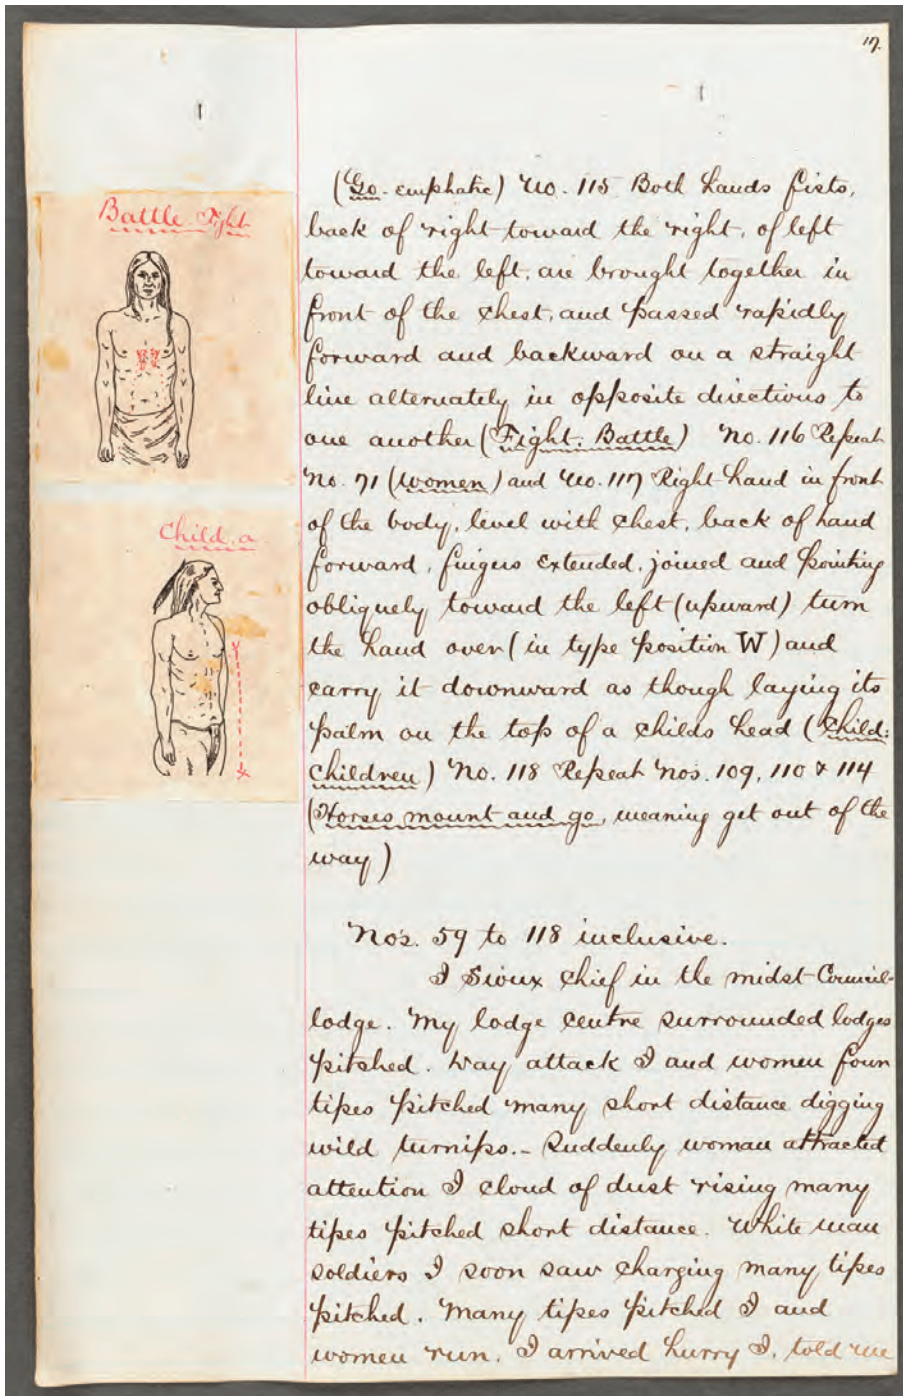 17.
Battle. Fight
Child. a
(Go - emphatic) No. 115 Both hands fists,
back of right toward the right, of left
toward the left, are brought together in
front of the chest, and passed rapidly
forward and backward on a straight
line alternately in opposite directions to
one another (Fight. Battle) No. 116 Repeat
No. 71 (women) and No. 117 Right hand in front
of the body, level with chest, back of hand
forward, fingers extended, joined and pointing
obliquely toward the left (upward) turn
the hand over (in type position W) and
carry it downward as though laying its
palm on the top of a childs head (Child:
Children) No. 118 Repeat Nos. 109, 110 & 114
(Horses mount and go, meaning get out of the
way)
Nos. 59 to 118 inclusive.
I Sioux chief in the midst Council-
lodge. My lodge centre surrounded lodges
pitched. Day attack I and women four
tipes pitched many short distance digging
wild turnips. - Suddenly woman attracted
attention I cloud of dust rising many
tipes pitched short distance. White man
soldiers I soon saw charging many tipes
pitched. Many tipes pitched I and
women run. I arrived hurry I. told me